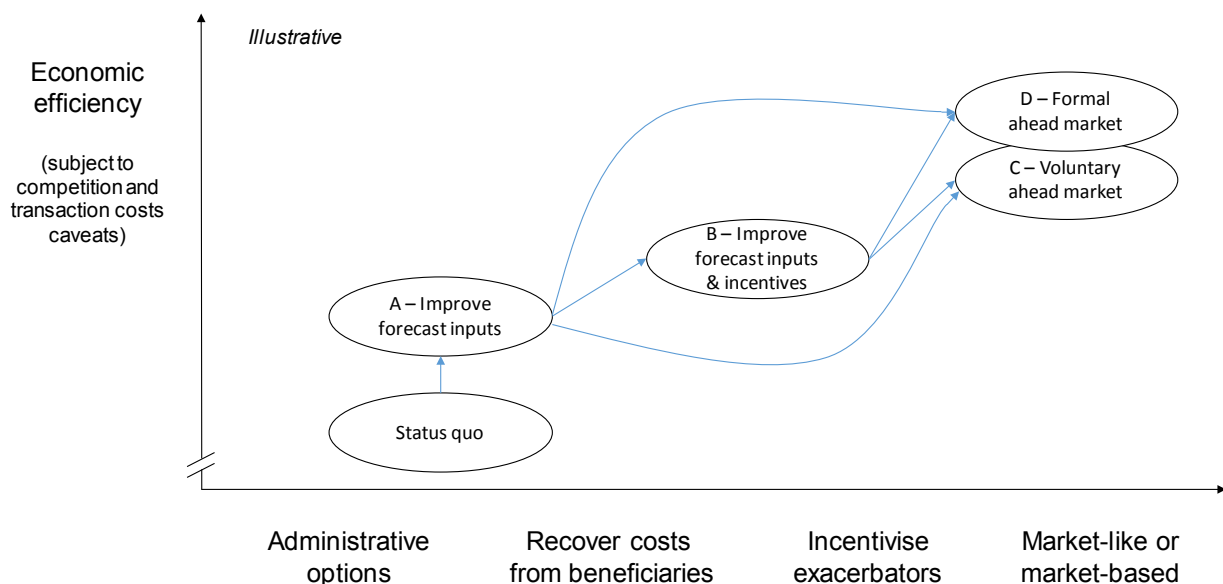 Illustrative
Economic
efficiency
(subject to
competition and
transaction costs
caveats)
D – Formal
ahead market
C – Voluntary
ahead market
B – Improve
forecast inputs
& incentives
A – Improve
forecast inputs
Status quo
Administrative
options
Recover costs
from beneficiaries
Incentivise
exacerbators
Market-like or
market-based